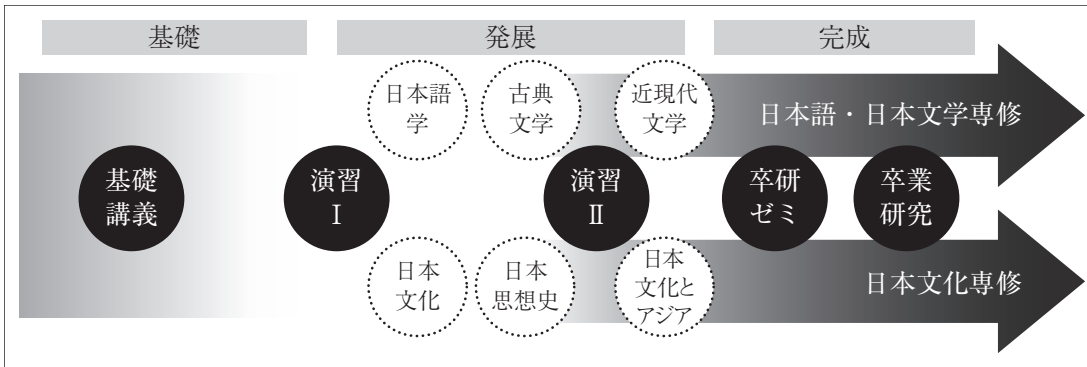 基礎
発展
完成
日本語
学
古典
文学
近現代
文学
日本語・日本文学専修
基礎
講義
演習
Ⅰ
演習
Ⅱ
卒研
ゼミ
卒業
研究
日本
文化
日本
思想史
日本
文化と
アジア
日本文化専修